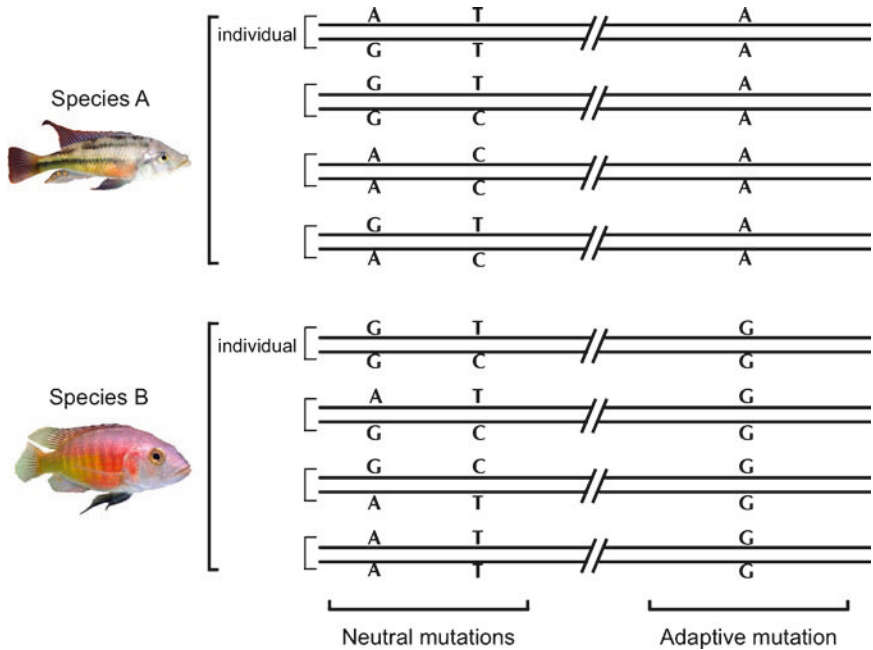 A T A
individual
G T A
Species A
G T A
G C A
A C A
A C A
G T A
A C A
G T G
individual
G C G
Species B
A T G
G C G
G C G
A T G
A T G
A T G
Neutral mutations Adaptive mutation